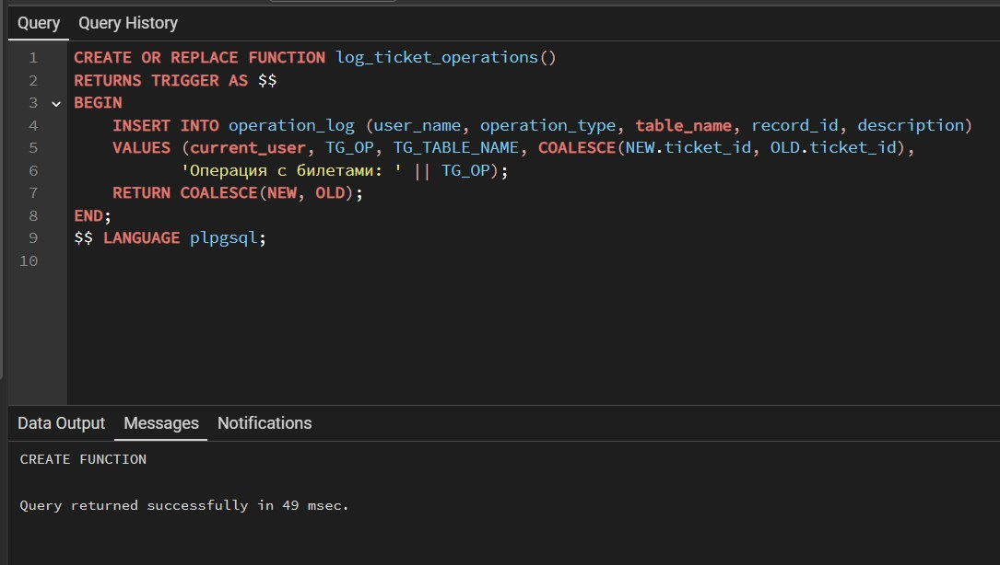 Query Query History
1 CREATE OR REPLACE FUNCTION log_ticket_operations()
2 RETURNS TRIGGER AS $$
3 BEGIN
4 INSERT INTO operation_log (user_name, operation_type, table_name, record_id, description)
5 VALUES (current_user, TG_OP, TG_TABLE_NAME, COALESCE(NEW.ticket_id, OLD.ticket_id),
6 'Операция с билетами: ' || TG_OP);
7 RETURN COALESCE(NEW, OLD);
8 END;
9 $$ LANGUAGE plpgsql;
10
Data Output Messages Notifications
CREATE FUNCTION
Query returned successfully in 49 msec.